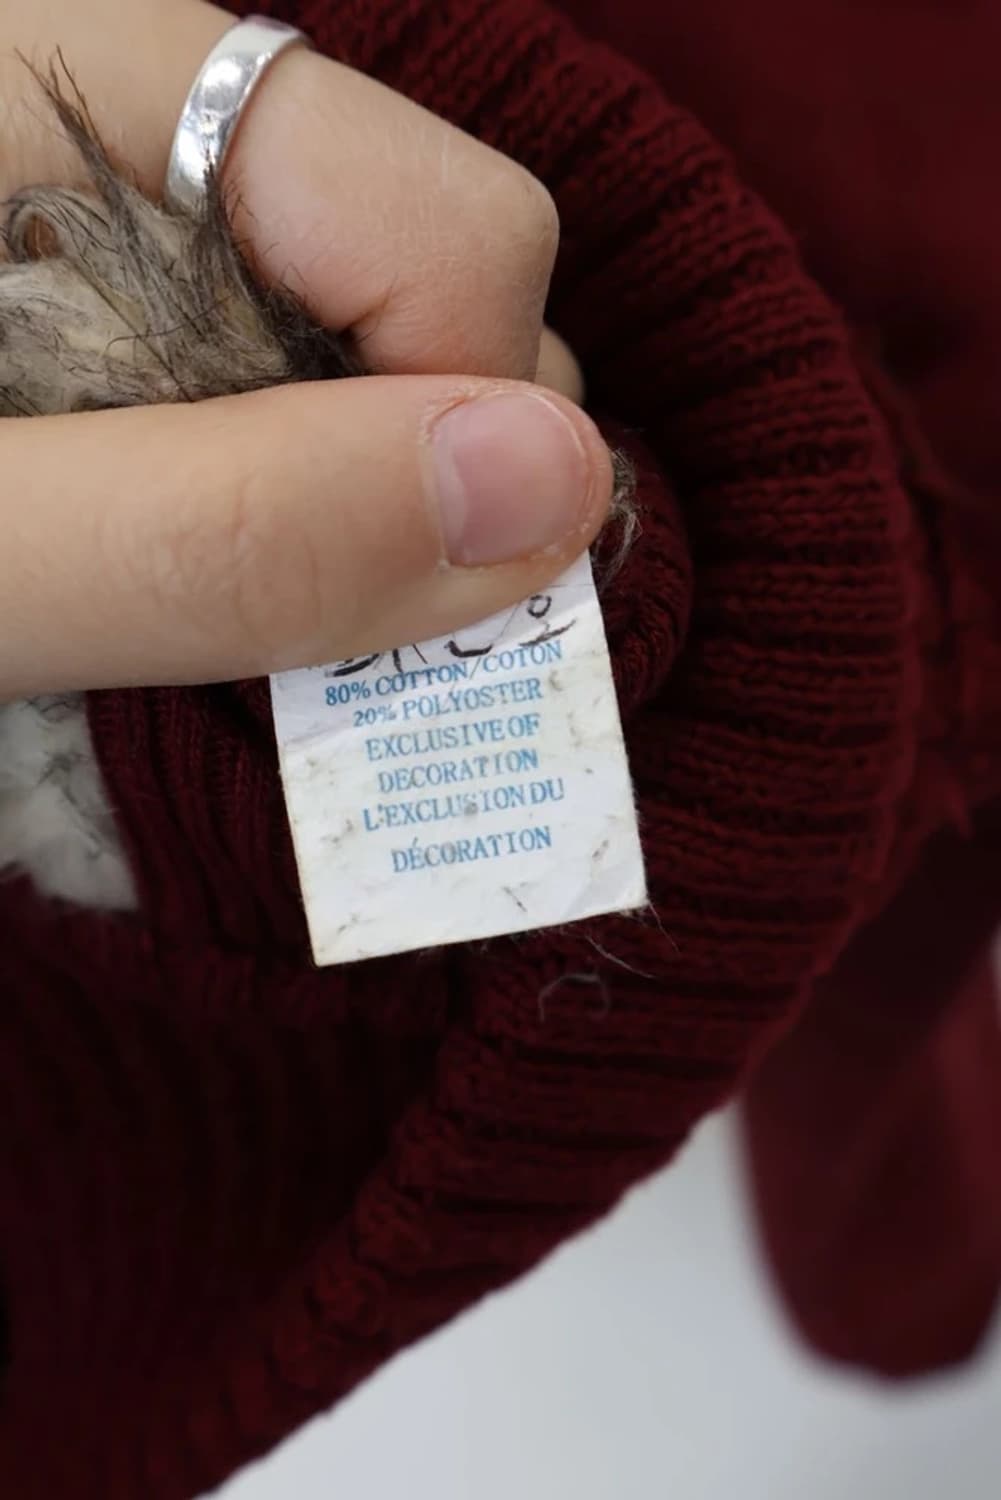 80% COTTON/COTON
20% POLYOSTER
EXCLUSIVE OF
DECORATION
L'EXCLUSION DU
DÉCORATION